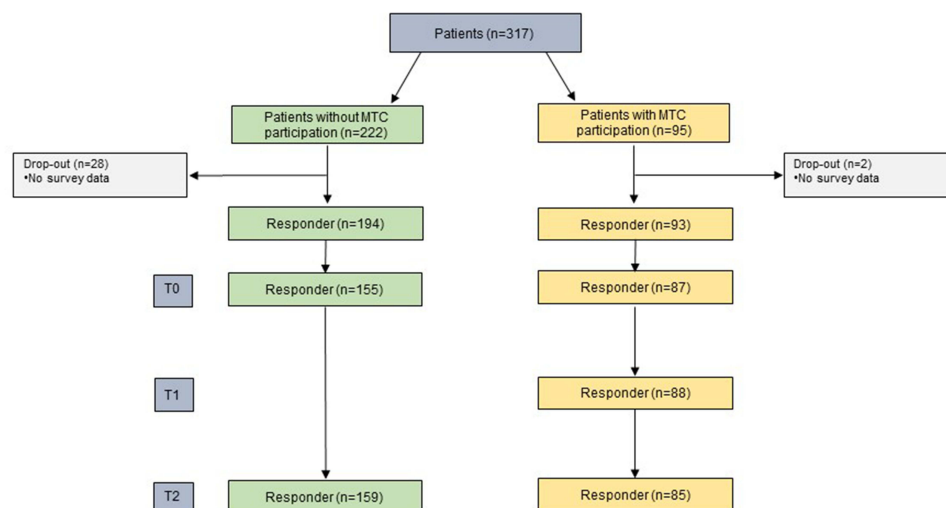 Patients (n=317)
Patients without MTC
participation (n=222)
Patients with MTC
participation (n=95)
Drop-out (n=28)
•No survey data
Drop-out (n=2)
•No survey data
Responder (n=194)
Responder (n=93)
T0
Responder (n=155)
Responder (n=87)
T1
Responder (n=88)
T2
Responder (n=159)
Responder (n=85)